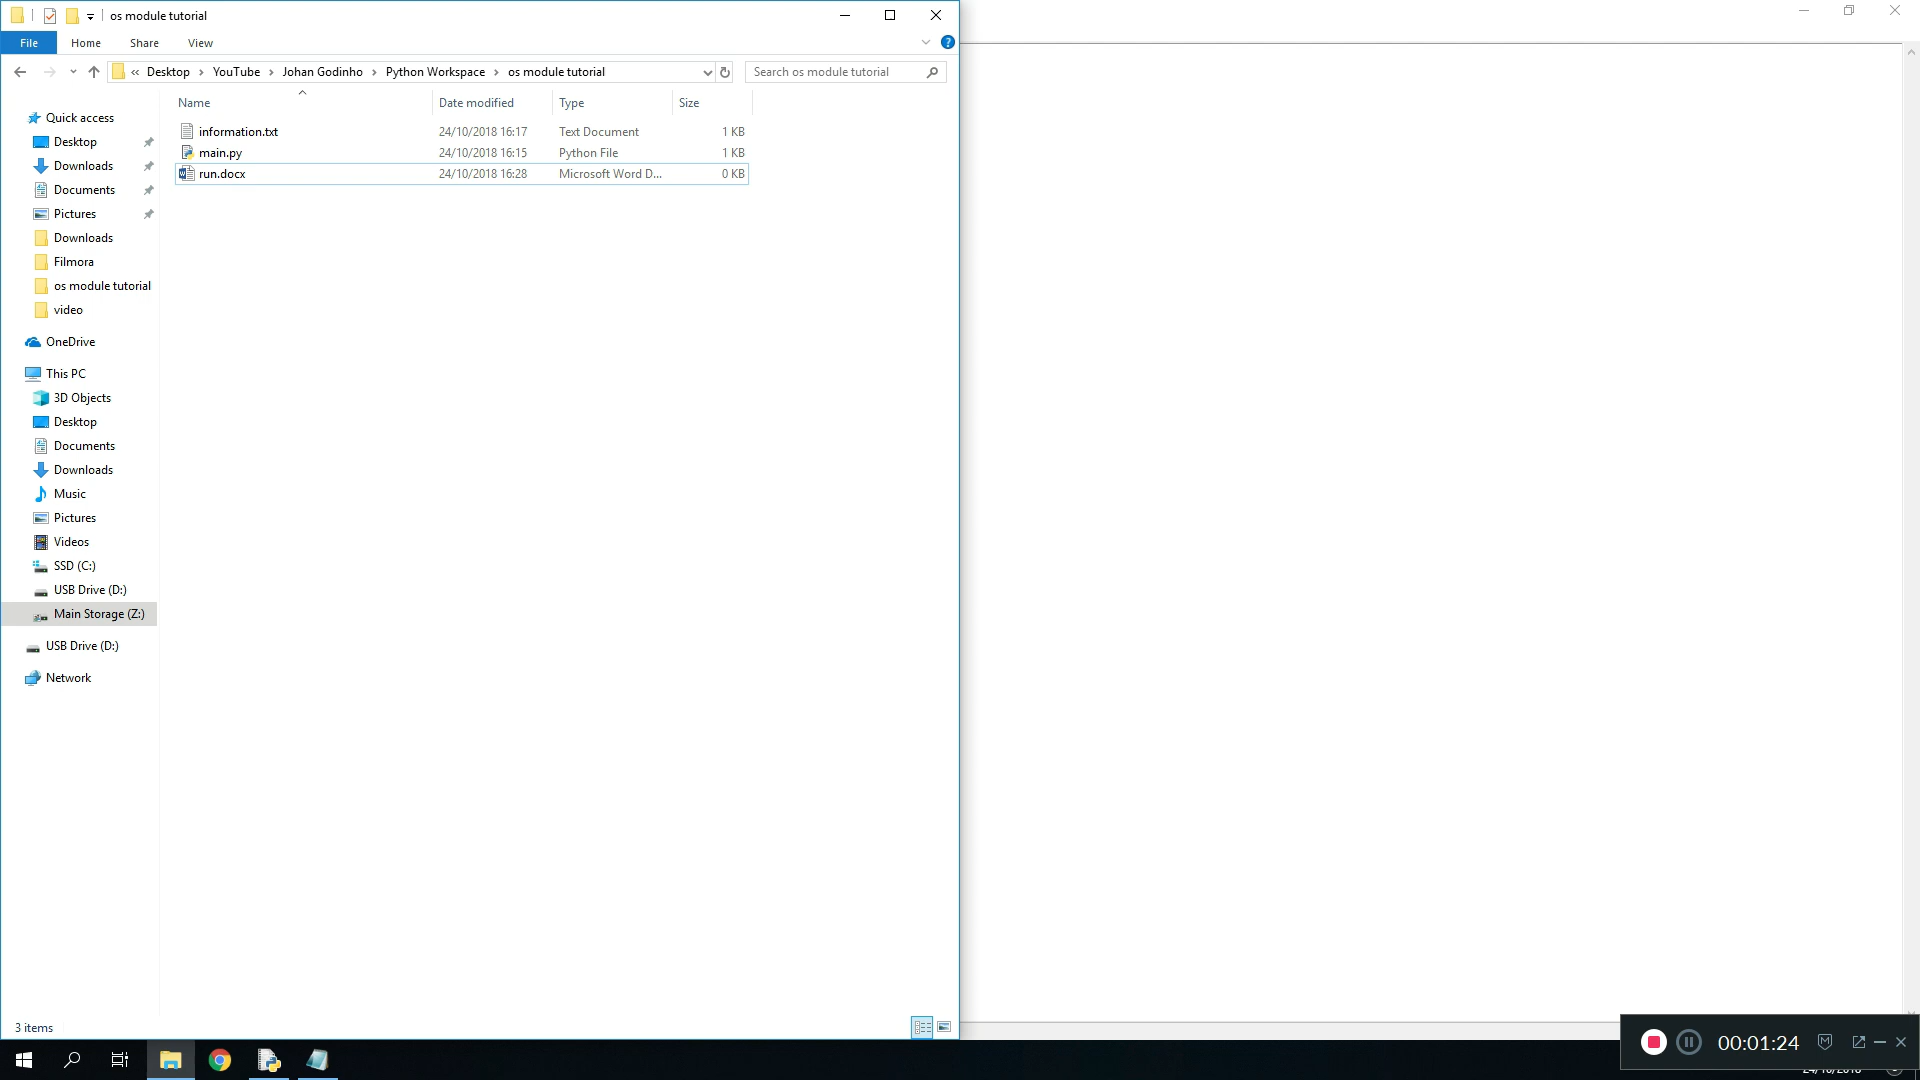 os module tutorial
File Home Share View
« Desktop › YouTube › Johan Godinho › Python Workspace › os module tutorial
Search os module tutorial
Name Date modified Type Size
information.txt 24/10/2018 16:17 Text Document 1 KB
main.py 24/10/2018 16:15 Python File 1 KB
run.docx 24/10/2018 16:28 Microsoft Word D... 0 KB
Quick access
Desktop
Downloads
Documents
Pictures
Downloads
Filmora
os module tutorial
video
OneDrive
This PC
3D Objects
Desktop
Documents
Downloads
Music
Pictures
Videos
SSD (C:)
USB Drive (D:)
Main Storage (Z:)
USB Drive (D:)
Network
3 items
00:01:24